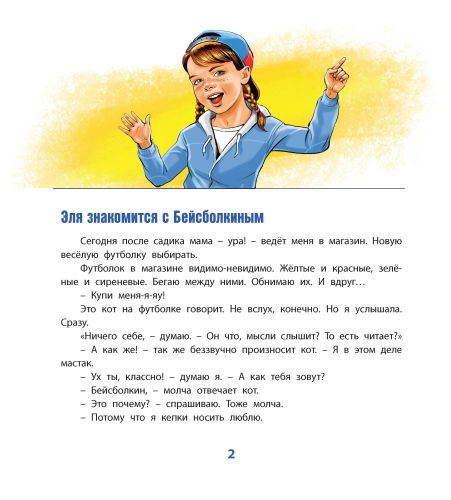 Эля знакомится с Бейсболкиным
Сегодня после садика мама – ура! – ведёт меня в магазин. Новую
весёлую футболку выбирать.
Футболок в магазине видимо-невидимо. Жёлтые и красные, зелё-
ные и сиреневые. Бегаю между ними. Обнимаю их. И вдруг…
– Купи меня-я-яу!
Это кот на футболке говорит. Не вслух, конечно. Но я услышала.
Сразу.
«Ничего себе, – думаю. – Он что, мысли слышит? То есть читает?»
– А как же! – так же беззвучно произносит кот. – Я в этом деле
мастак.
– Ух ты, классно! – думаю я. – А как тебя зовут?
– Бейсболкин, – молча отвечает кот.
– Это почему? – спрашиваю. Тоже молча.
– Потому что я кепки носить люблю.
2